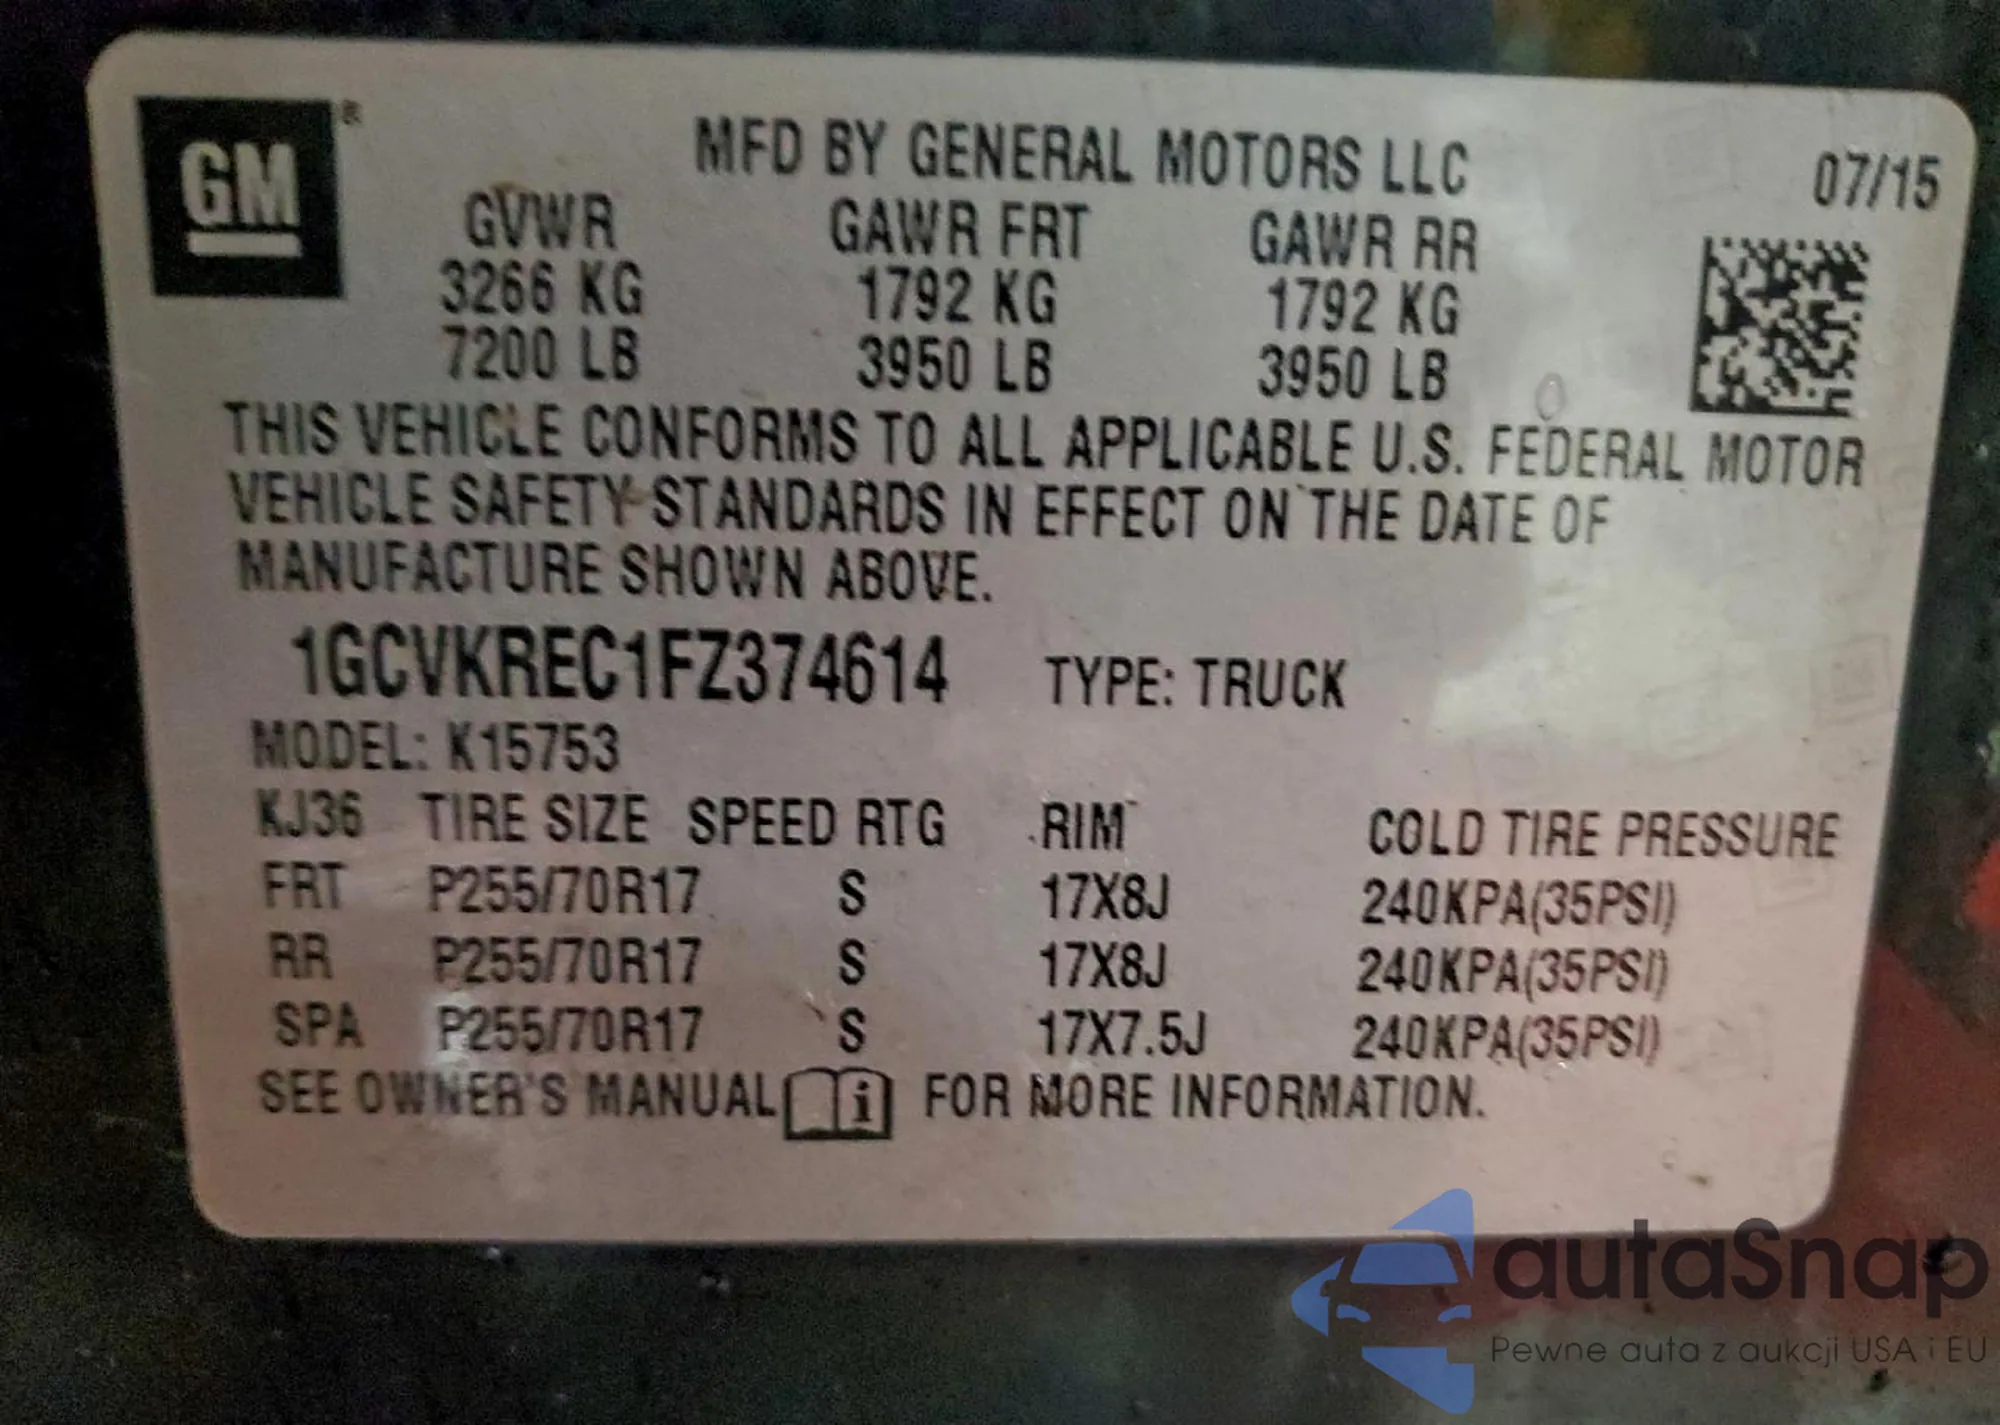 GM ®
MFD BY GENERAL MOTORS LLC 07/15
GVWR GAWR FRT GAWR RR
3266 KG 1792 KG 1792 KG
7200 LB 3950 LB 3950 LB
THIS VEHICLE CONFORMS TO ALL APPLICABLE U.S. FEDERAL MOTOR
VEHICLE SAFETY STANDARDS IN EFFECT ON THE DATE OF
MANUFACTURE SHOWN ABOVE.
1GCVKREC1FZ374614 TYPE: TRUCK
MODEL: K15753
KJ36 TIRE SIZE SPEED RTG RIM COLD TIRE PRESSURE
FRT P255/70R17 S 17X8J 240KPA(35PSI)
RR P255/70R17 S 17X8J 240KPA(35PSI)
SPA P255/70R17 S 17X7.5J 240KPA(35PSI)
SEE OWNER'S MANUAL i FOR MORE INFORMATION.
autaSnap
Pewne auta z aukcji USA i EU